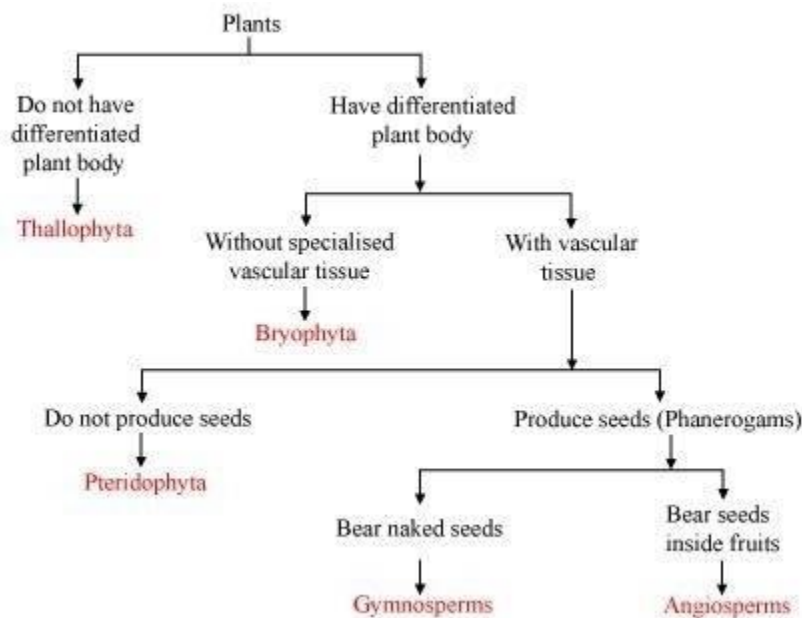 Plants
Do not have
differentiated
plant body
Have differentiated
plant body
Thallophyta
Without specialised
vascular tissue
With vascular
tissue
Bryophyta
Do not produce seeds
Produce seeds (Phanerogams)
Pteridophyta
Bear naked seeds
Bear seeds
inside fruits
Gymnosperms
Angiosperms